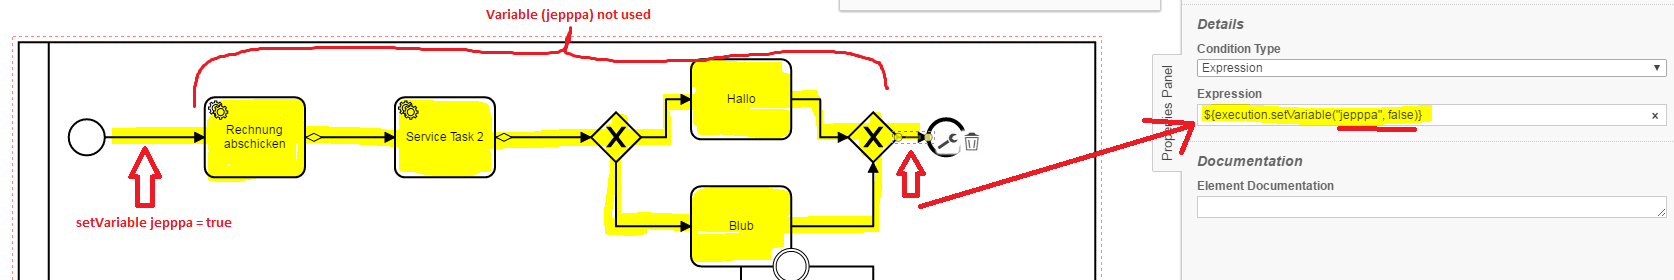 Variable (jepppa) not used
Rechnung
abschicken
Service Task 2
X
Hallo
Blub
X
setVariable jepppa = true
Properties Panel
Details
Condition Type
Expression
Expression
${execution.setVariable("jepppa", false)}
×
Documentation
Element Documentation